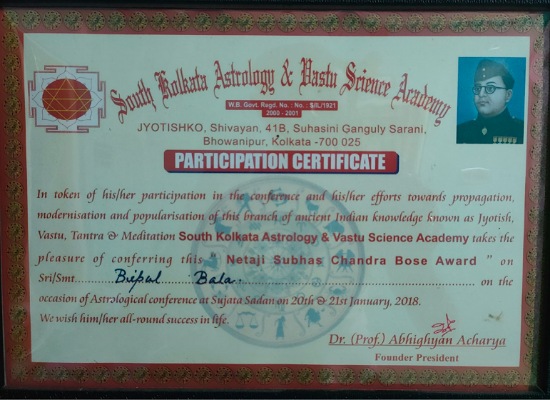 South Kolkata Astrology & Vastu Science Academy
W.B. Govt. Regd. No. : No. : S/IL/1921
2000 - 2001
JYOTISHKO, Shivayan, 41B, Suhasini Ganguly Sarani,
Bhowanipur, Kolkata -700 025
PARTICIPATION CERTIFICATE
In token of his/her participation in the conference and his/her efforts towards propagation,
modernisation and popularisation of this branch of ancient Indian knowledge known as Jyotish,
Vastu, Tantra & Meditation South Kolkata Astrology & Vastu Science Academy takes the
pleasure of conferring this " Netaji Subhas Chandra Bose Award " on
Sri/Smt. Bala on the
occasion of Astrological conference at Sujata Sadan on 20th & 21st January, 2018.
We wish him/her all-round success in life.
Dr. (Prof.) Abhighyan Acharya
Founder President